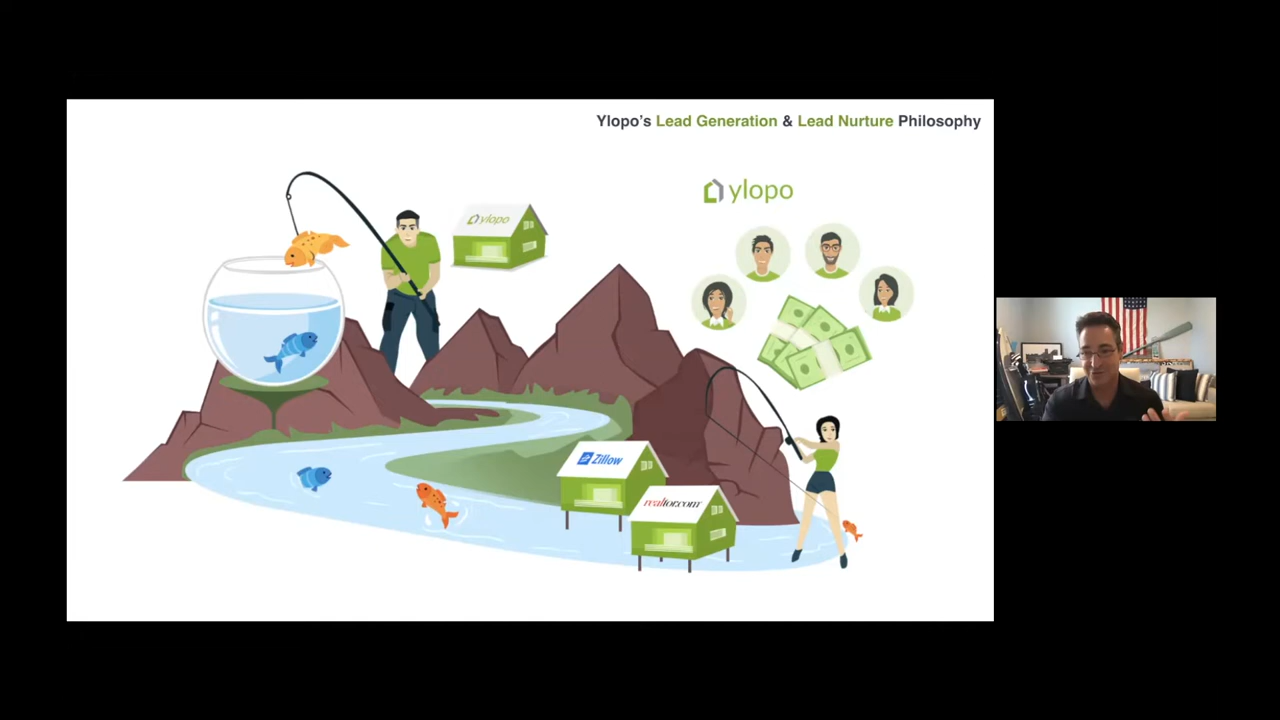 Ylopo's Lead Generation & Lead Nurture Philosophy
ylopo
ylopo
Zillow
realtor.com